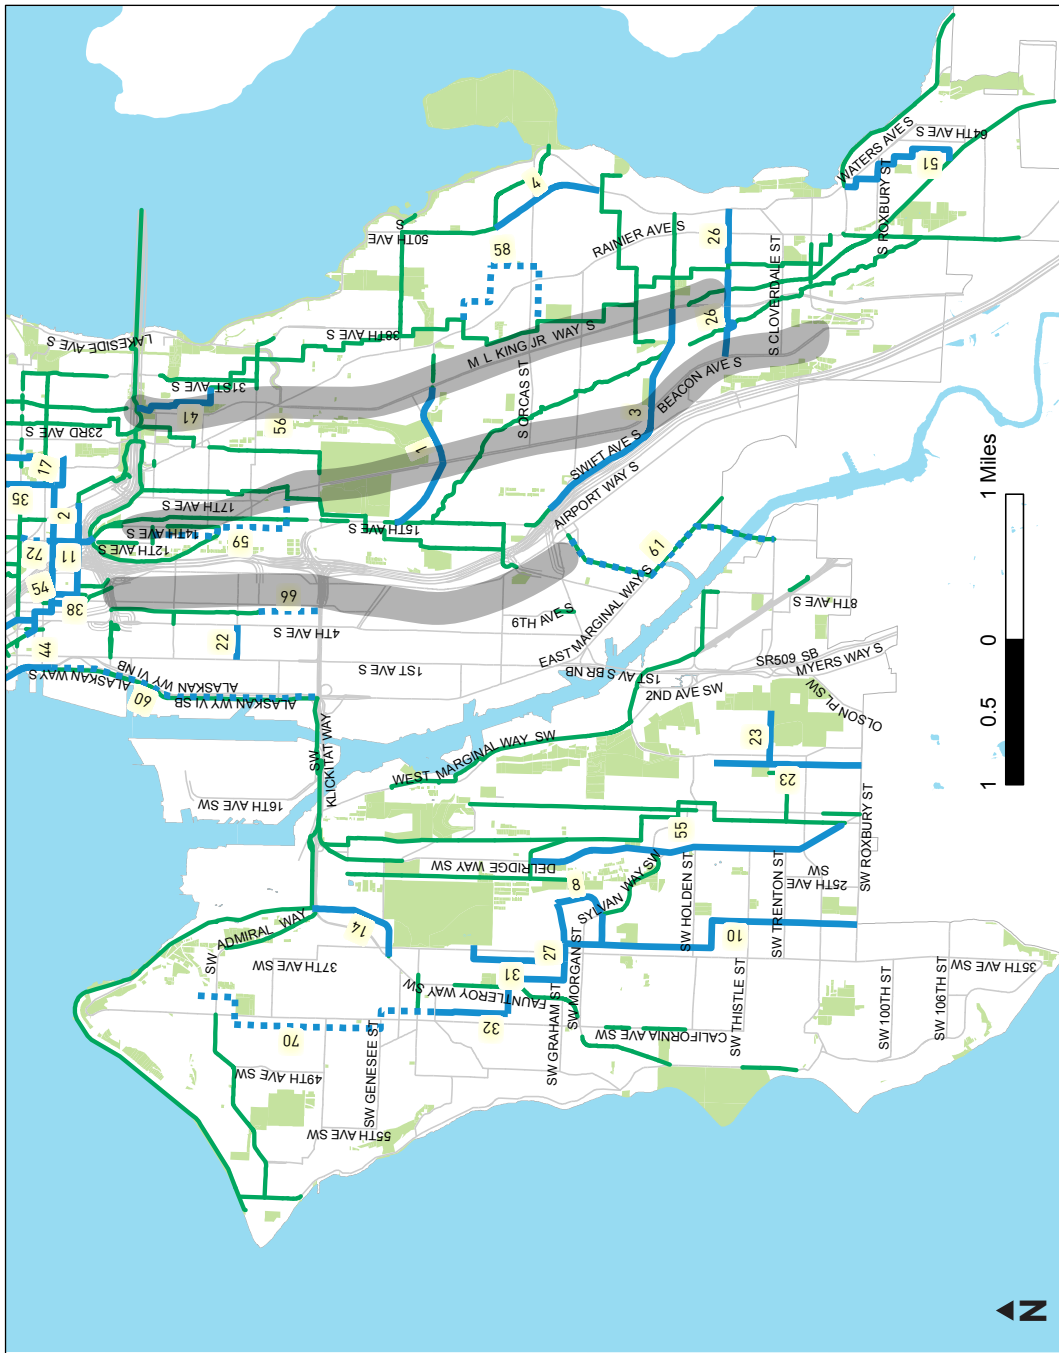 35
17
2
72
11
54
38
44
23RD AVE S
LAKESIDE AVE S
31ST AVE S
41
38TH AVE S
56
50TH AVE
S
4
58
RAINIER AVE S
26
26
M L KING JR WAY S
S ORCAS ST
S CLOVERDALE ST
S ROXBURY ST
WATERS AVE S
64TH AVE S
51
17TH AVE S
14TH AVE S
12TH AVE S
59
15TH AVE S
1
3
SWIFT AVE S
BEACON AVE S
AIRPORT WAY S
66
4TH AVE S
22
1ST AVE S
6TH AVE S
EAST MARGINAL WAY S
61
1ST AV S BR NB
2ND AVE SW
8TH AVE S
SR509 SB
MYERS WAY S
OLSON PL SW
ALASKAN WAY S
ALASKAN WY VI NB
ALASKAN
ALASKAN WY VI SB
60
SW
KLICKITAT WAY
16TH AVE SW
WEST MARGINAL WAY SW
23
23
55
DELRIDGE WAY SW
8
SYLVAN WAY SW
SW HOLDEN ST
SW TRENTON ST
25TH AVE
SW
SW ROXBURY ST
SW
ADMIRAL WAY
14
37TH AVE SW
27
31
FAUNTLEROY WAY SW
32
SW MORGAN ST
SW GRAHAM ST
10
SW THISTLE ST
CALIFORNIA AVE SW
SW 100TH ST
SW 106TH ST
35TH AVE SW
70
SW GENESEE ST
49TH AVE SW
55TH AVE SW
1
0.5
0
1 Miles
N